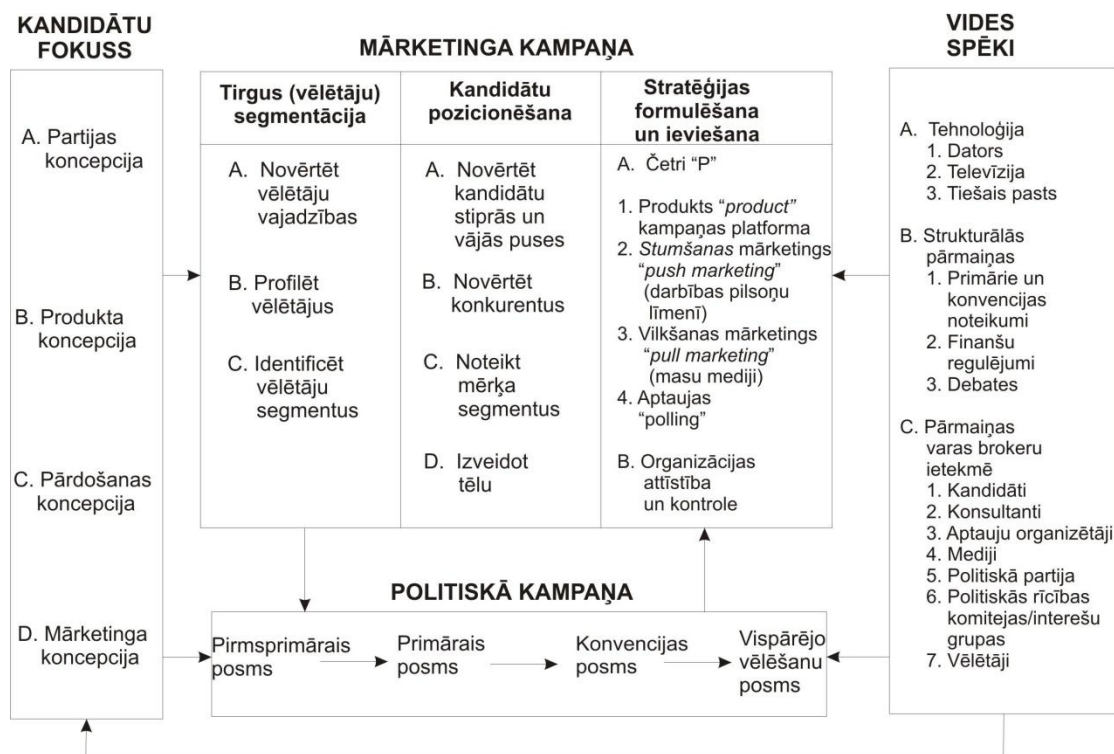 KANDIDĀTU
FOKUSS
A. Partijas
koncepcija
B. Produkta
koncepcija
C. Pārdošanas
koncepcija
D. Mārketinga
koncepcija
MĀRKETINGA KAMPAŅA
Tirgus (vēlētāju)
segmentācija
A. Novērtēt
vēlētāju
vajadzības
B. Profilēt
vēlētājus
C. Identificēt
vēlētāju
segmentus
Kandidātu
pozicionēšana
A. Novērtēt
kandidātu
stiprās un
vājās puses
B. Novērtēt
konkurentus
C. Noteikt
mērķa
segmentus
D. Izveidot
tēlu
Stratēģijas
formulēšana
un ieviešana
A. Četri “P”
1. Produkts “product”
kampaņas platforma
2. Stumšanas mārketings
“push marketing”
(darbības pilsoņu
līmenī)
3. Vilkšanas mārketings
“pull marketing”
(masu mediji)
4. Aptaujas
“polling”
B. Organizācijas
attīstība
un kontrole
POLITISKĀ KAMPAŅA
Pirmsprimārais
posms
Primārais
posms
Konvencijas
posms
Vispārējo
vēlēšanu
posms
VIDES
SPĒKI
A. Tehnoloģija
1. Dators
2. Televīzija
3. Tiešais pasts
B. Strukturālās
pārmaiņas
1. Primārie un
konvencijas
noteikumi
2. Finanšu
regulējumi
3. Debates
C. Pārmaiņas
varas brokeru
ietekmē
1. Kandidāti
2. Konsultanti
3. Aptauju organizētāji
4. Mediji
5. Politiskā partija
6. Politiskās rīcības
komitejas/interešu
grupas
7. Vēlētāji